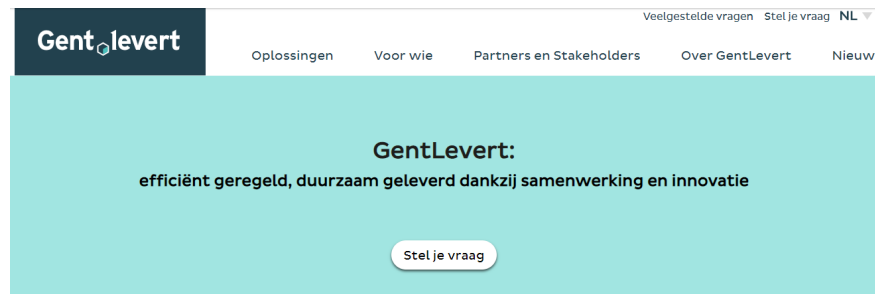 Veelgestelde vragen Stel je vraag NL
Gent levert
Oplossingen Voor wie Partners en Stakeholders Over GentLevert Nieuw
GentLevert:
efficiënt geregeld, duurzaam geleverd dankzij samenwerking en innovatie
Stel je vraag